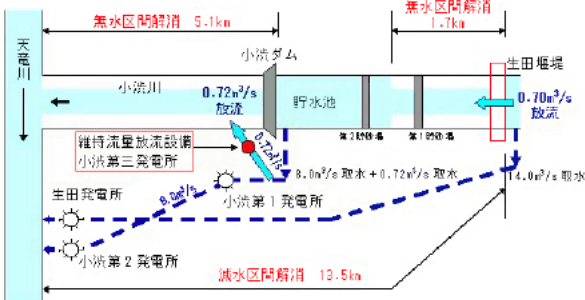 無水区間解消 5.1km
無水区間解消
1.7km
小渋ダム
生田堰堤
天竜川
小渋川
0.72m³/s
放流
貯水池
第2貯砂場
第1貯砂場
0.70m³/s
放流
維持流量放流設備
小渋第三発電所
0.72m³/s
8.0m³/s 取水+0.72m³/s 取水
14.0m³/s 取水
生田発電所
8.0m³/s
小渋第1発電所
小渋第2発電所
減水区間解消 13.5km